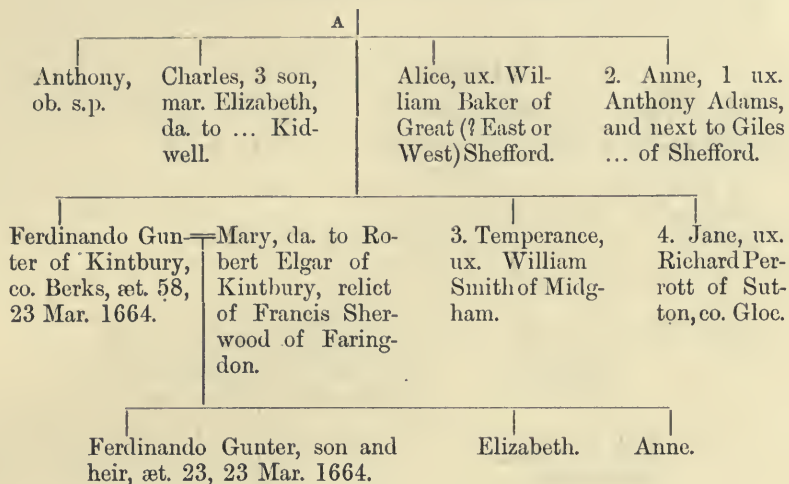 A
Anthony,
ob. s.p.
Charles, 3 son,
mar. Elizabeth,
da. to ... Kid-
well.
Alice, ux. Wil-
liam Baker of
Great (? East or
West) Shefford.
2. Anne, 1 ux.
Anthony Adams,
and next to Giles
... of Shefford.
Ferdinando Gun-
ter of Kintbury,
co. Berks, æt. 58,
23 Mar. 1664.
Mary, da. to Ro-
bert Elgar of
Kintbury, relict
of Francis Sher-
wood of Faring-
don.
3. Temperance,
ux. William
Smith of Midg-
ham.
4. Jane, ux.
Richard Per-
rott of Sut-
ton, co. Gloc.
Ferdinando Gunter, son and
heir, æt. 23, 23 Mar. 1664.
Elizabeth.
Anne.